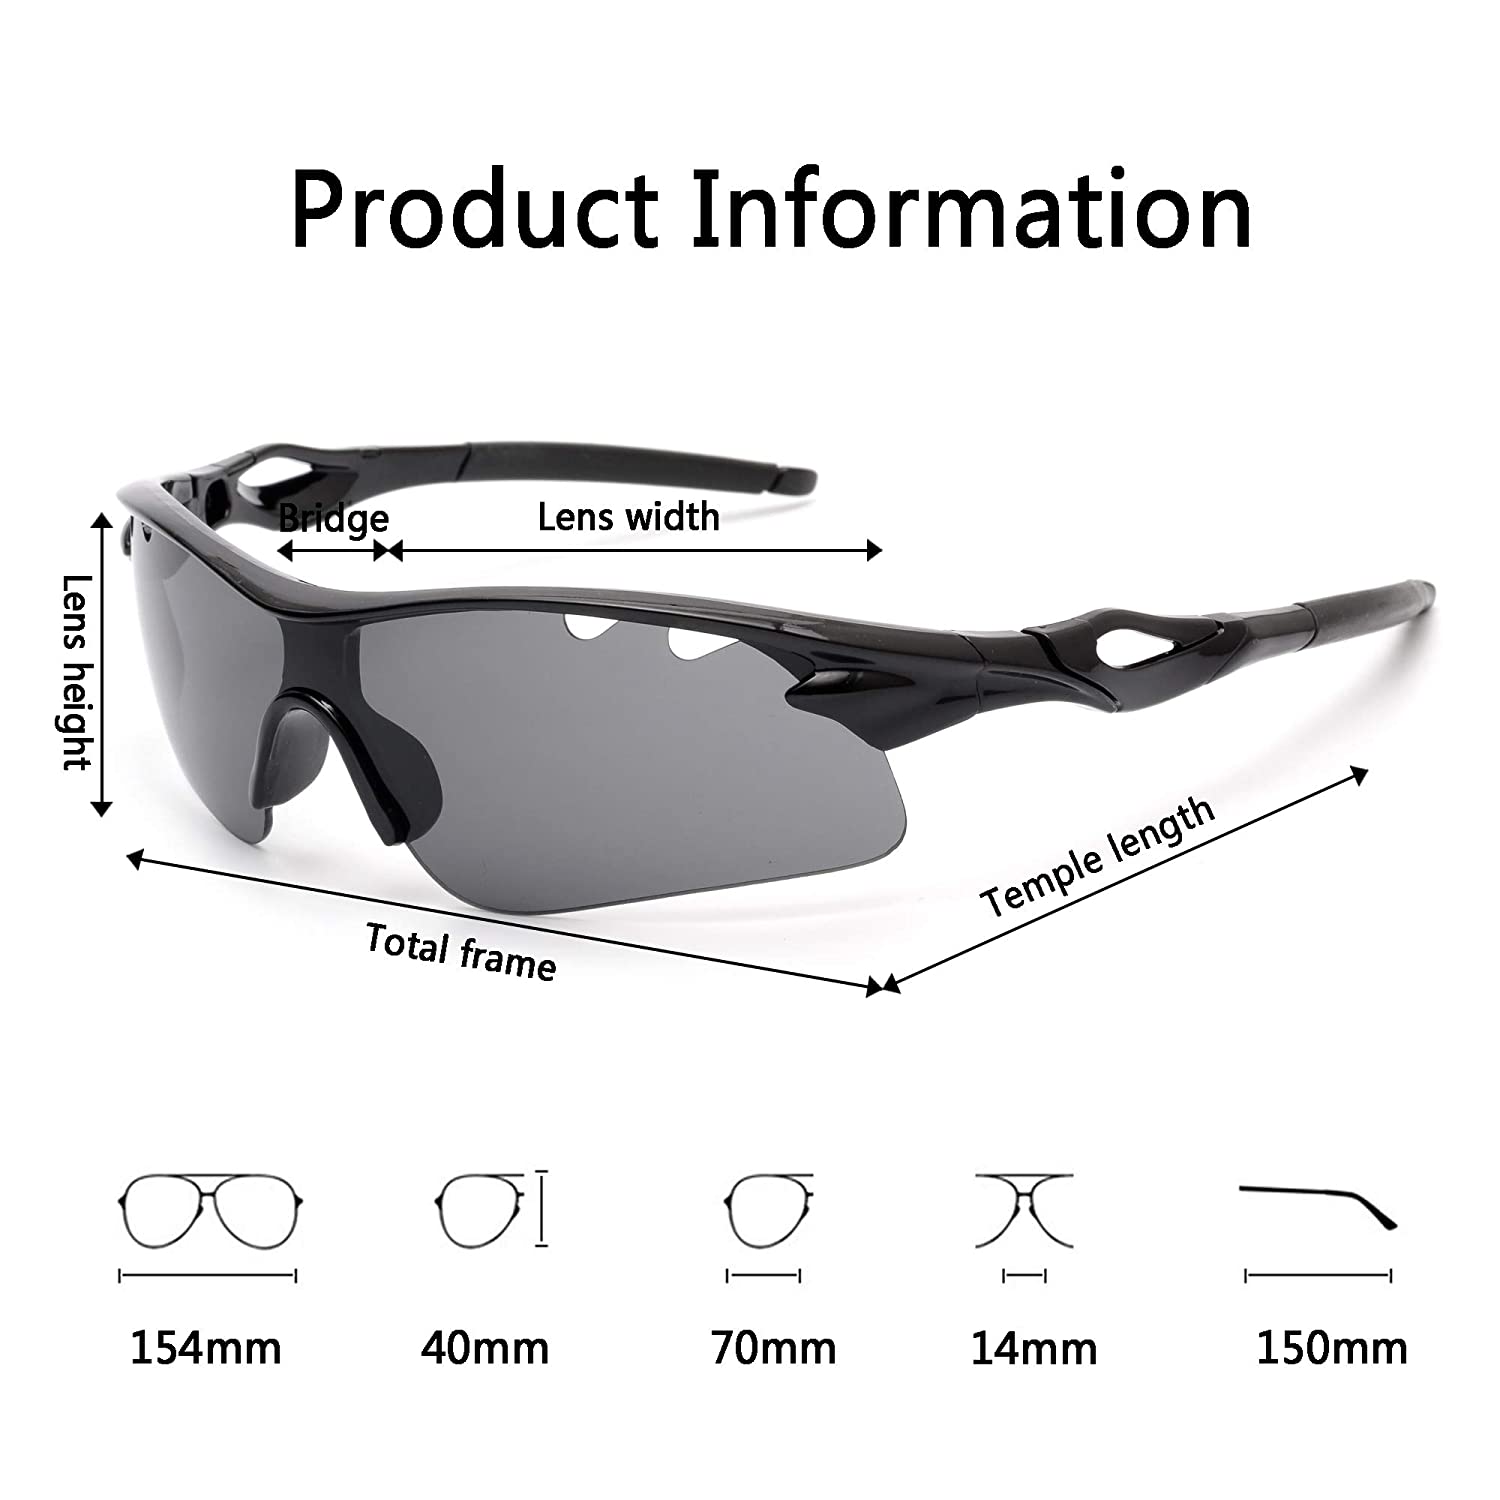 Product Information
Bridge
Lens width
Lens height
Total frame
Temple length
154mm
40mm
70mm
14mm
150mm